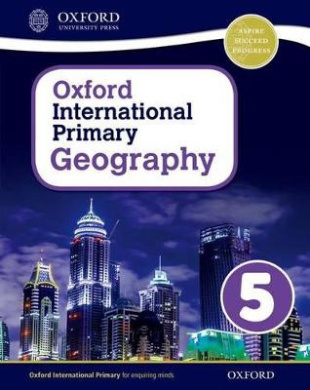 OXFORD
UNIVERSITY PRESS
ASPIRE
SUCCEED
PROGRESS
Oxford
International
Primary
Geography
5
Oxford International Primary for enquiring minds
OXFORD